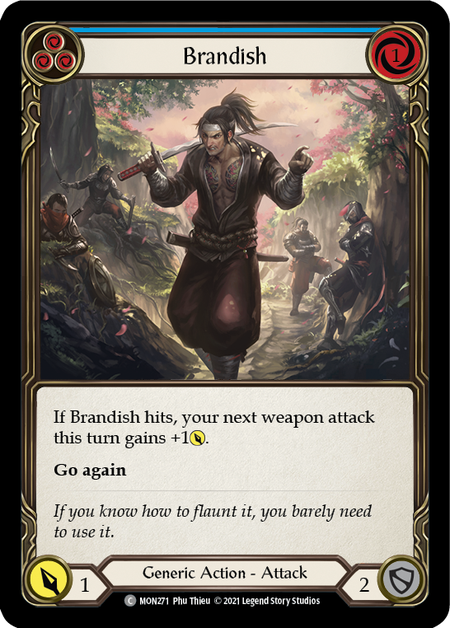 Brandish
1
If Brandish hits, your next weapon attack
this turn gains +1.
Go again
If you know how to flaunt it, you barely need
to use it.
1
Generic Action - Attack
2
C MON271 Phu Thieu © 2021 Legend Story Studios